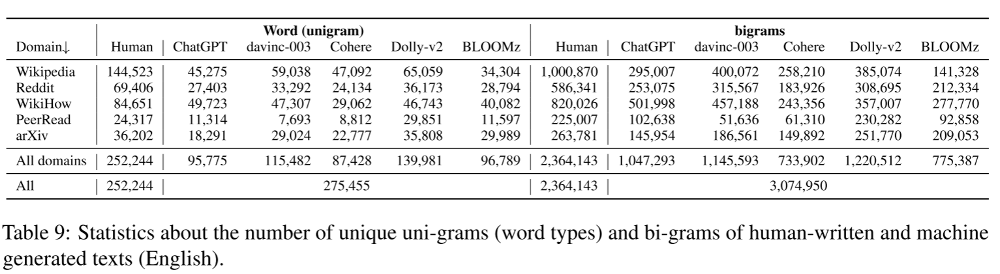 Word (unigram) bigrams
Domain↓ Human ChatGPT davinc-003 Cohere Dolly-v2 BLOOMz Human ChatGPT davinc-003 Cohere Dolly-v2 BLOOMz
Wikipedia 144,523 45,275 59,038 47,092 65,059 34,304 1,000,870 295,007 400,072 258,210 385,074 141,328
Reddit 69,406 27,403 33,292 24,134 36,173 28,794 586,341 253,075 315,567 183,926 308,695 212,334
WikiHow 84,651 49,723 47,307 29,062 46,743 40,082 820,026 501,998 457,188 243,356 357,007 277,770
PeerRead 24,317 11,314 7,693 8,812 29,851 11,597 225,007 102,638 51,636 61,310 230,282 92,858
arXiv 36,202 18,291 29,024 22,777 35,808 29,989 263,781 145,954 186,561 149,892 251,770 209,053
All domains 252,244 95,775 115,482 87,428 139,981 96,789 2,364,143 1,047,293 1,145,593 733,902 1,220,512 775,387
All 252,244 275,455 2,364,143 3,074,950
Table 9: Statistics about the number of unique uni-grams (word types) and bi-grams of human-written and machine
generated texts (English).